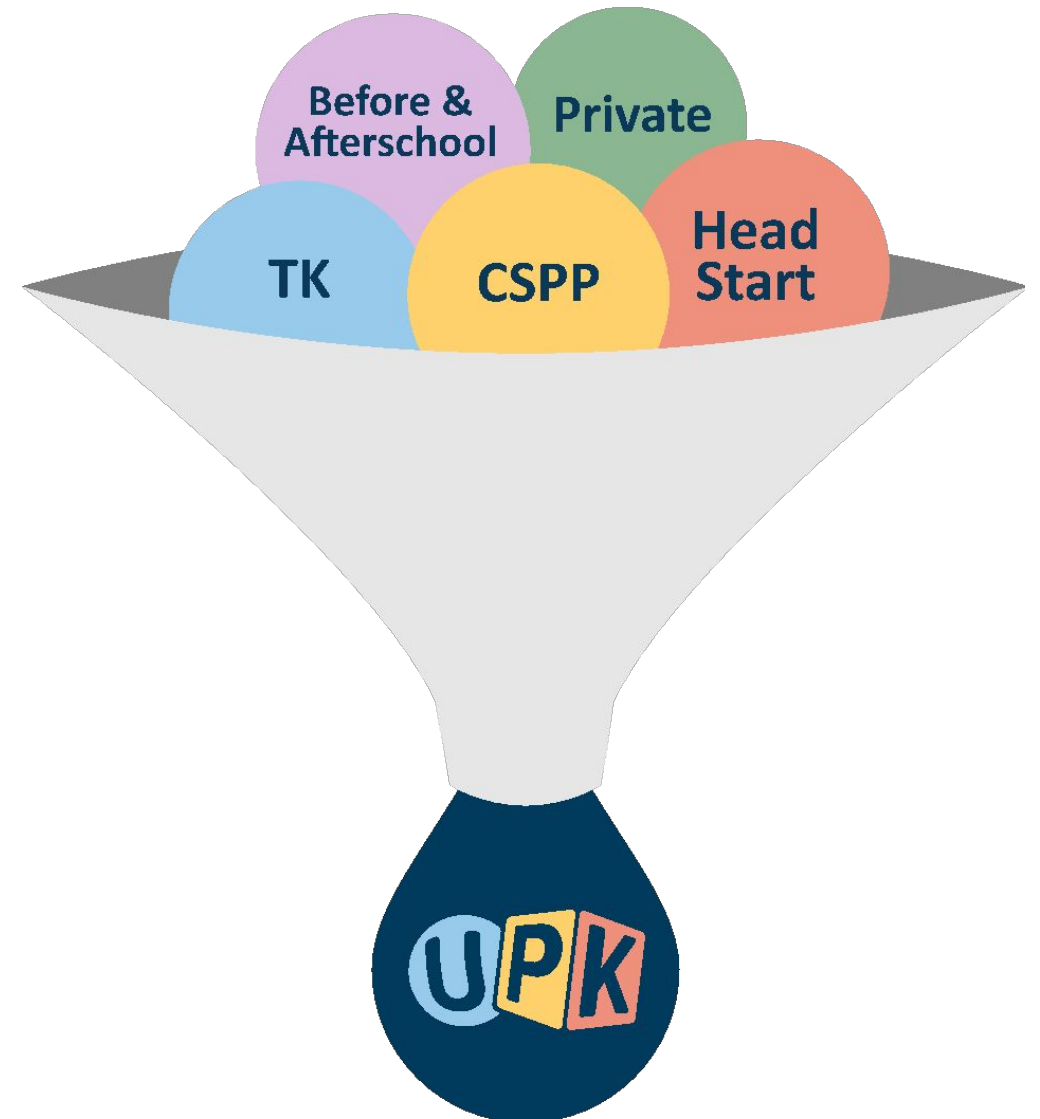 Before &
Afterschool
Private
TK
CSPP
Head
Start
UPK